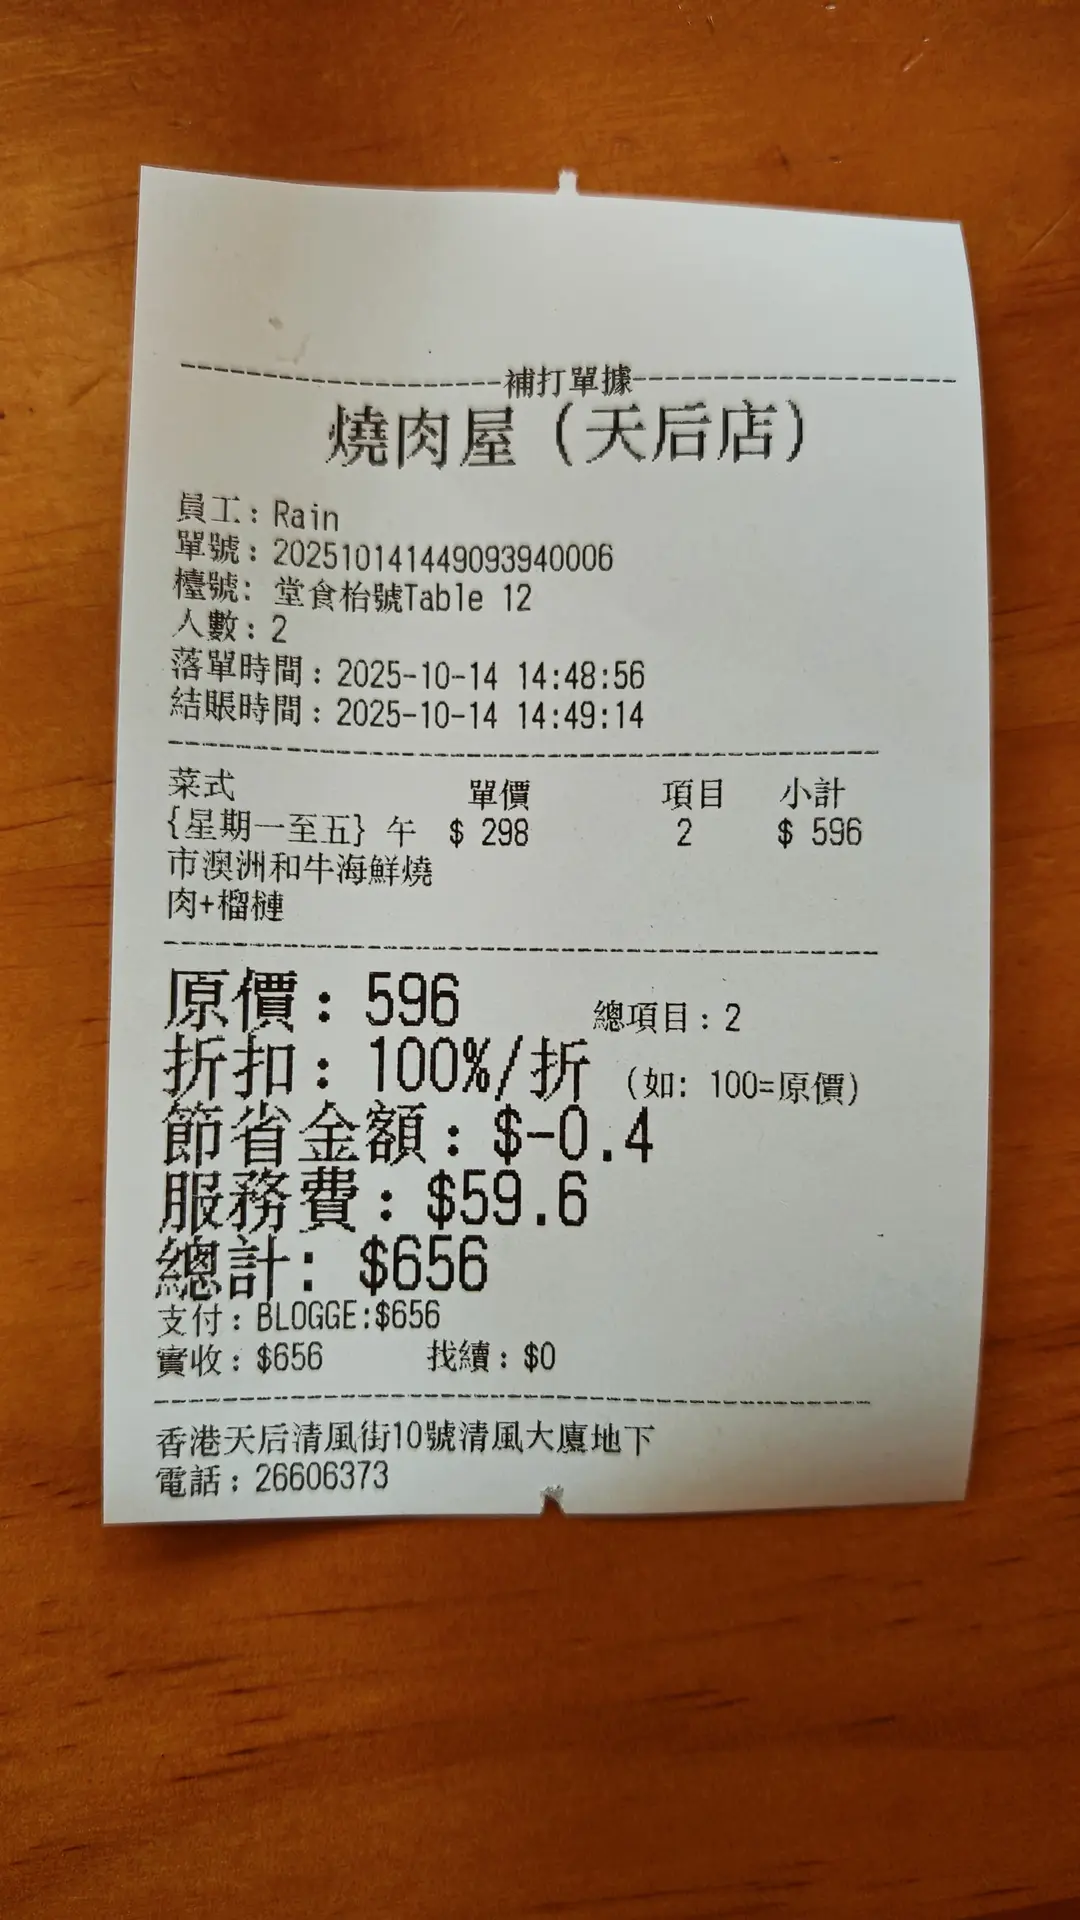 --------------------補打單據--------------------
燒肉屋（天后店）
員工：Rain
單號：202510141449093940006
檯號: 堂食枱號Table 12
人數：2
落單時間：2025-10-14 14:48:56
結賬時間：2025-10-14 14:49:14
菜式 單價 項目 小計
{星期一至五} 午 $ 298 2 $ 596
市澳洲和牛海鮮燒
肉+榴槤
原價：596 總項目：2
折扣：100%/折 (如: 100=原價)
節省金額：$-0.4
服務費：$59.6
總計: $656
支付：BLOGGE:$656
實收：$656 找續：$0
香港天后清風街10號清風大廈地下
電話：26606373